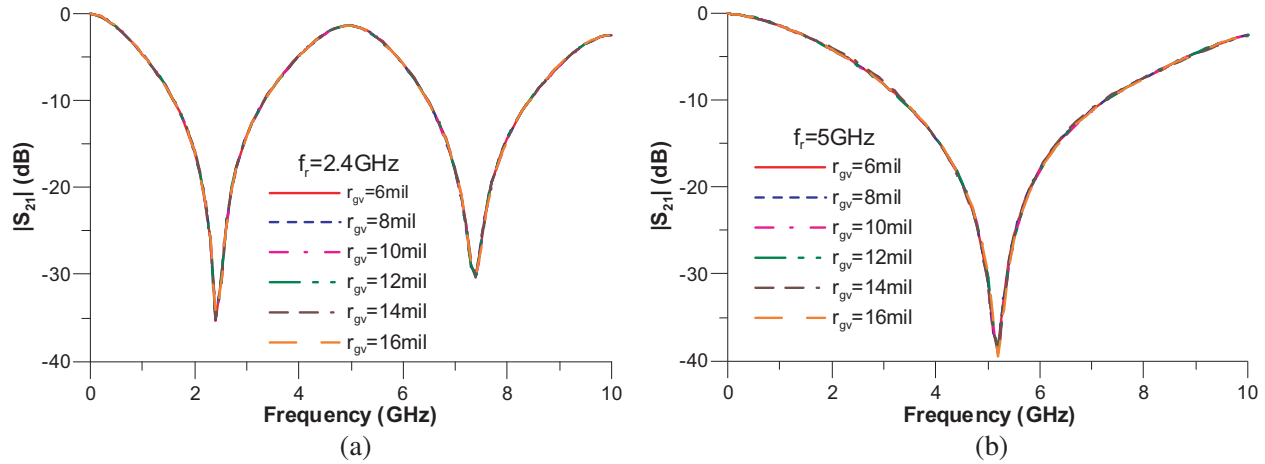 0
-10
-20
-30
-40
|S21| (dB)
fr=2.4GHz
rgv=6mil
rgv=8mil
rgv=10mil
rgv=12mil
rgv=14mil
rgv=16mil
0 2 4 6 8 10
Frequency (GHz)
(a)
0
-10
-20
-30
-40
|S21| (dB)
fr=5GHz
rgv=6mil
rgv=8mil
rgv=10mil
rgv=12mil
rgv=14mil
rgv=16mil
0 2 4 6 8 10
Frequency (GHz)
(b)